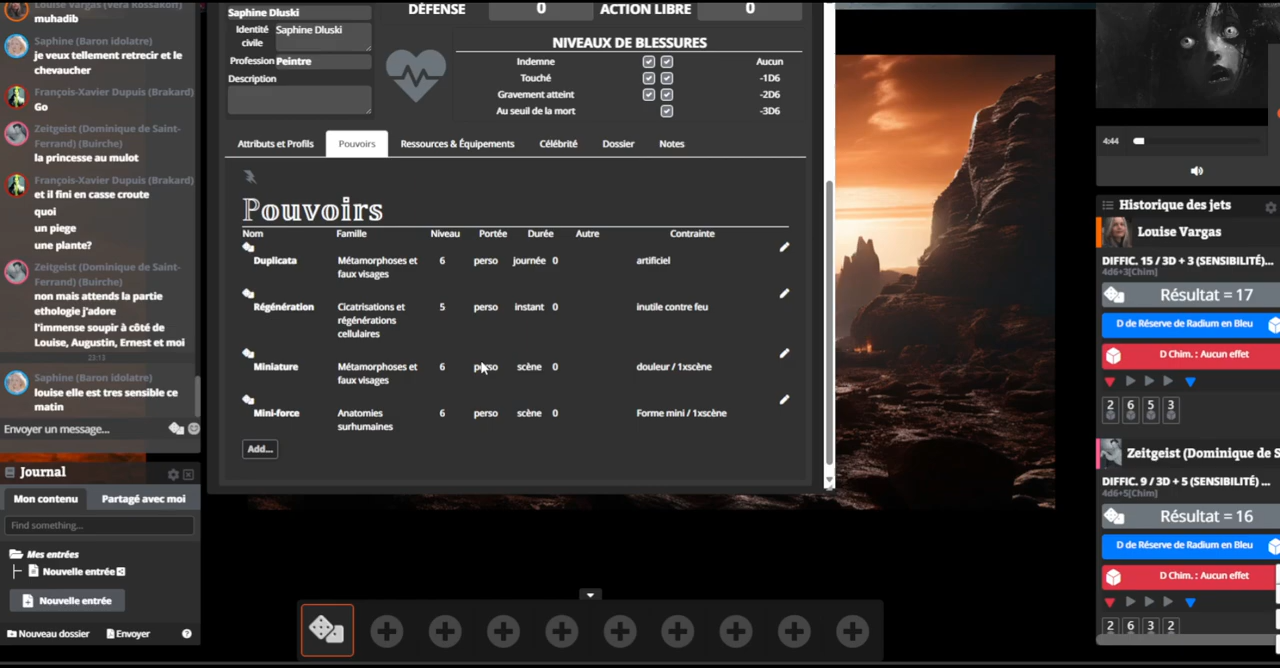 Louise Vargas (Vera Rossakoff)
muhadib
Saphine (Baron idolatre)
je veux tellement retrecir et le
chevaucher
François-Xavier Dupuis (Brakard)
Go
Zeitgeist (Dominique de Saint-
Ferrand) (Buirche)
la princesse au mulot
François-Xavier Dupuis (Brakard)
et il fini en casse croute
quoi
un piege
une plante?
Zeitgeist (Dominique de Saint-
Ferrand) (Buirche)
non mais attends la partie
ethologie j'adore
l'immense soupir à côté de
Louise, Augustin, Ernest et moi
23:13
Saphine (Baron idolatre)
louise elle est tres sensible ce
matin
Envoyer un message...
Journal
Mon contenu
Partagé avec moi
Find something...
Mes entrées
Nouvelle entrée
Nouvelle entrée
Nouveau dossier
Envoyer
?
Saphine Dluski
Identité
civile
Saphine Dluski
Profession
Peintre
Description
DÉFENSE
0
ACTION LIBRE
0
NIVEAUX DE BLESSURES
Indemne
Aucun
Touché
-1D6
Gravement atteint
-2D6
Au seuil de la mort
-3D6
Attributs et Profils
Pouvoirs
Ressources & Équipements
Célébrité
Dossier
Notes
Pouvoirs
Nom Famille Niveau Portée Durée Autre Contrainte
Duplicata Métamorphoses et 6 perso journée 0 artificiel
faux visages
Régénération Cicatrisations et 5 perso instant 0 inutile contre feu
régénérations
cellulaires
Miniature Métamorphoses et 6 perso scène 0 douleur / 1xscène
faux visages
Mini-force Anatomies 6 perso scène 0 Forme mini / 1xscène
surhumaines
Add...
4:44
Historique des jets
Louise Vargas
DIFFIC. 15 / 3D + 3 (SENSIBILITÉ)...
4d6+3[Chim]
Résultat = 17
D de Réserve de Radium en Bleu
D Chim. : Aucun effet
2 6 5 3
Zeitgeist (Dominique de S
DIFFIC. 9 / 3D + 5 (SENSIBILITÉ) ...
4d6+5[Chim]
Résultat = 16
D de Réserve de Radium en Bleu
D Chim. : Aucun effet
2 6 3 2